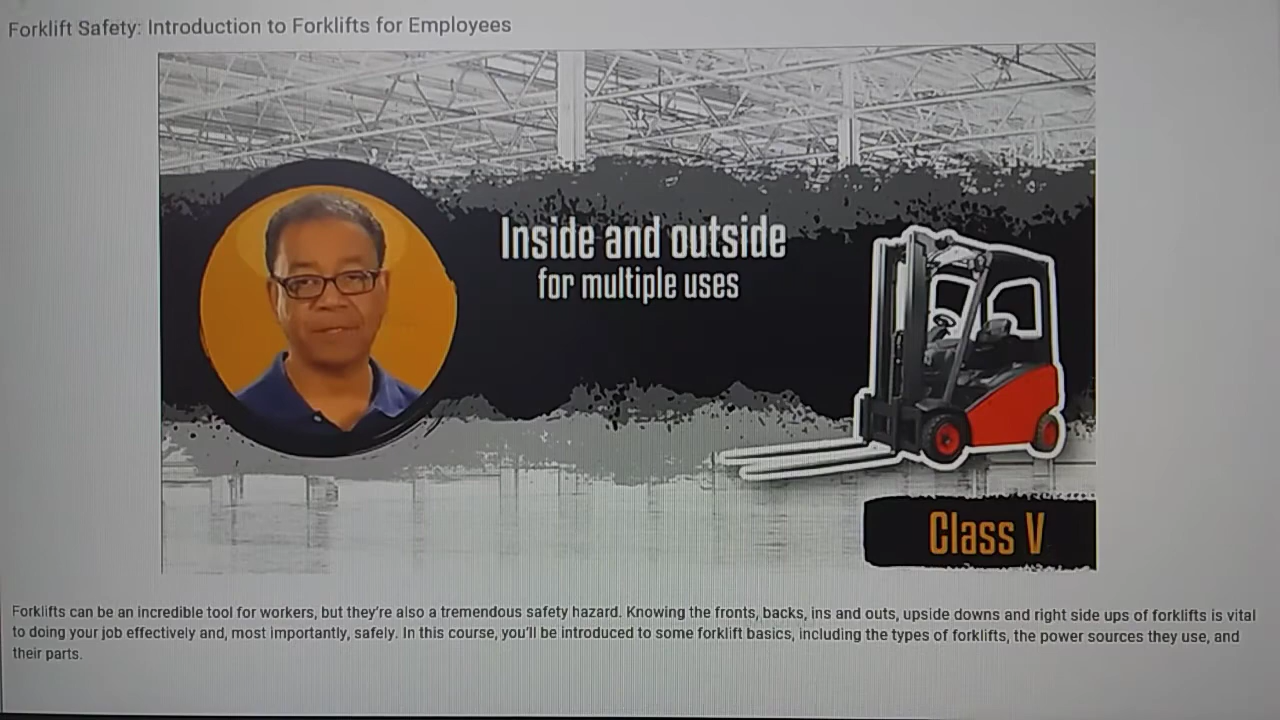 Forklift Safety: Introduction to Forklifts for Employees
Inside and outside
for multiple uses
Class V
Forklifts can be an incredible tool for workers, but they're also a tremendous safety hazard. Knowing the fronts, backs, ins and outs, upside downs and right side ups of forklifts is vital
to doing your job effectively and, most importantly, safely. In this course, you'll be introduced to some forklift basics, including the types of forklifts, the power sources they use, and
their parts.